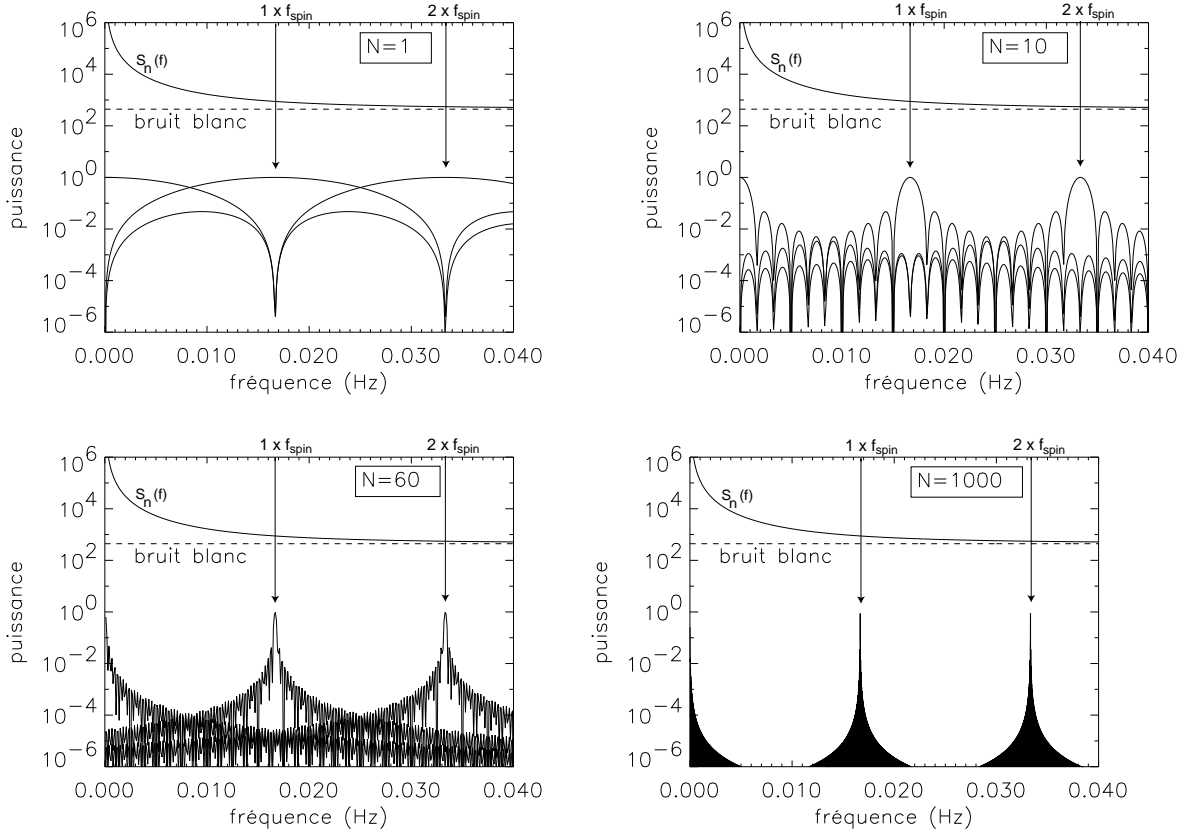 1 x f_spin 2 x f_spin
N=1
S_n(f)
bruit blanc
puissance
10^6
10^4
10^2
10^0
10^-2
10^-4
10^-6
0.000 0.010 0.020 0.030 0.040
fréquence (Hz)
1 x f_spin 2 x f_spin
N=10
S_n(f)
bruit blanc
puissance
10^6
10^4
10^2
10^0
10^-2
10^-4
10^-6
0.000 0.010 0.020 0.030 0.040
fréquence (Hz)
1 x f_spin 2 x f_spin
N=60
S_n(f)
bruit blanc
puissance
10^6
10^4
10^2
10^0
10^-2
10^-4
10^-6
0.000 0.010 0.020 0.030 0.040
fréquence (Hz)
1 x f_spin 2 x f_spin
N=1000
S_n(f)
bruit blanc
puissance
10^6
10^4
10^2
10^0
10^-2
10^-4
10^-6
0.000 0.010 0.020 0.030 0.040
fréquence (Hz)